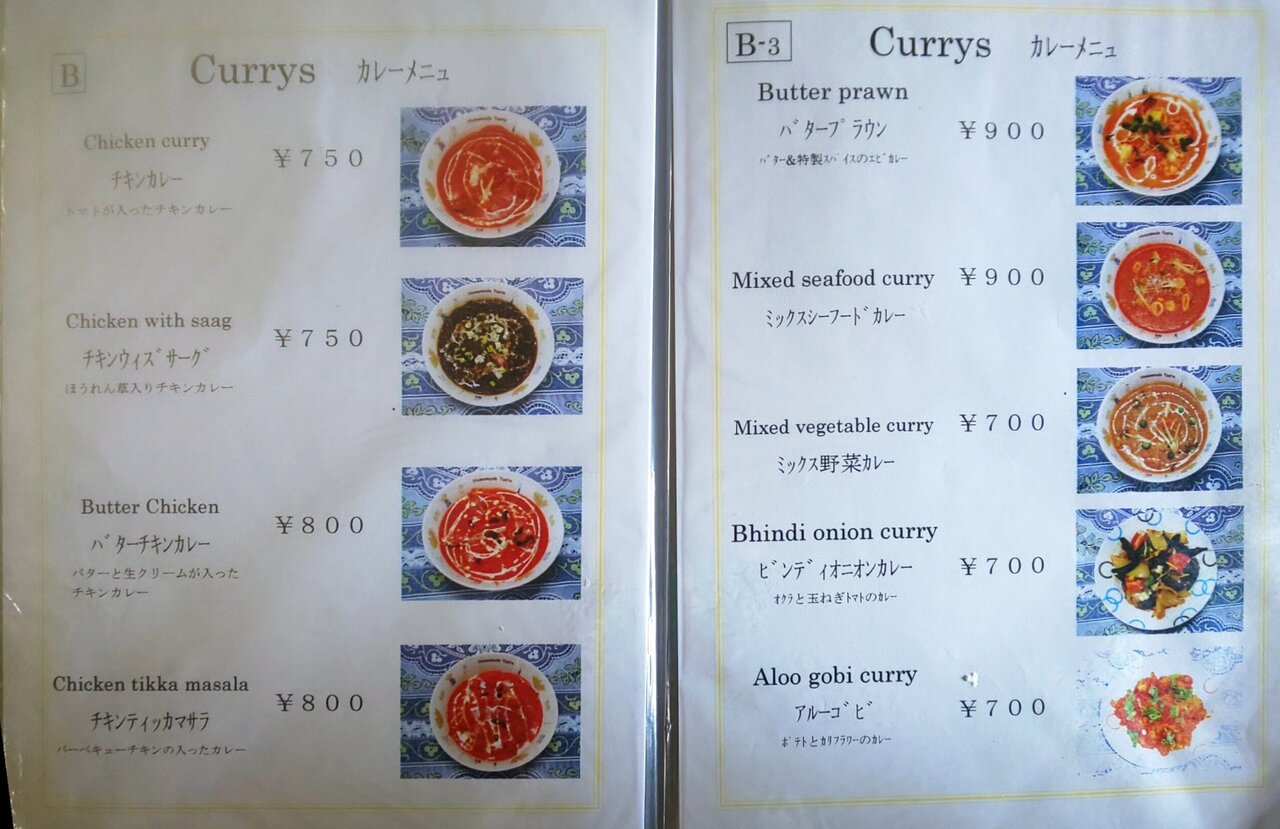 B
Currys カレーメニュ
Chicken curry
¥750
チキンカレー
トマトが入ったチキンカレー
Chicken with saag
¥750
チキンウィズサーグ
ほうれん草入りチキンカレー
Butter Chicken
¥800
バターチキンカレー
バターと生クリームが入った
チキンカレー
Chicken tikka masala
¥800
チキンティッカマサラ
バーベキューチキンの入ったカレー
Homemade Taste
Homemade Taste
Homemade Taste
Homemade Taste
B-3
Currys カレーメニュ
Butter prawn
バタープラウン
¥900
バター&特製スパイスのエビカレー
Mixed seafood curry ¥900
ミックスシーフードカレー
Mixed vegetable curry ¥700
ミックス野菜カレー
Bhindi onion curry
ビンディオニオンカレー
¥700
オクラと玉ねぎトマトのカレー
Aloo gobi curry
アルーゴビ
¥700
ポテトとカリフラワーのカレー
Homemade Taste
Homemade Taste